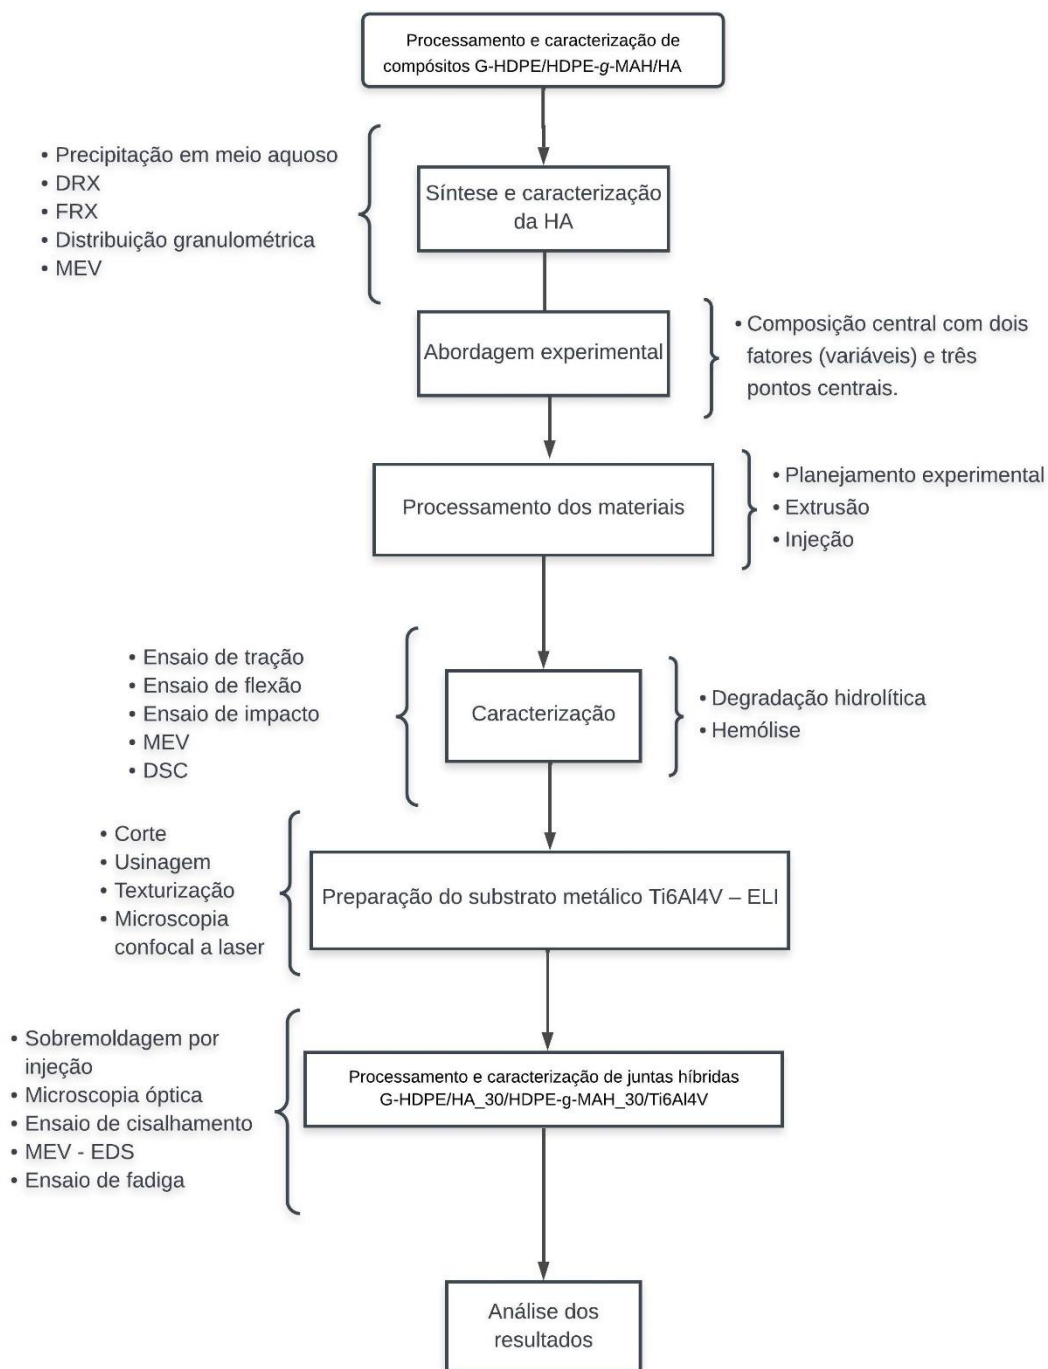 Processamento e caracterização de
compósitos G-HDPE/HDPE-g-MAH/HA
• Precipitação em meio aquoso
• DRX
• FRX
• Distribuição granulométrica
• MEV
Síntese e caracterização
da HA
Abordagem experimental
• Composição central com dois
fatores (variáveis) e três
pontos centrais.
Processamento dos materiais
• Planejamento experimental
• Extrusão
• Injeção
• Ensaio de tração
• Ensaio de flexão
• Ensaio de impacto
• MEV
• DSC
Caracterização
• Degradação hidrolítica
• Hemólise
• Corte
• Usinagem
• Texturização
• Microscopia
confocal a laser
Preparação do substrato metálico Ti6Al4V – ELI
• Sobremoldagem por
injeção
• Microscopia óptica
• Ensaio de cisalhamento
• MEV - EDS
• Ensaio de fadiga
Processamento e caracterização de juntas híbridas
G-HDPE/HA_30/HDPE-g-MAH_30/Ti6Al4V
Análise dos
resultados